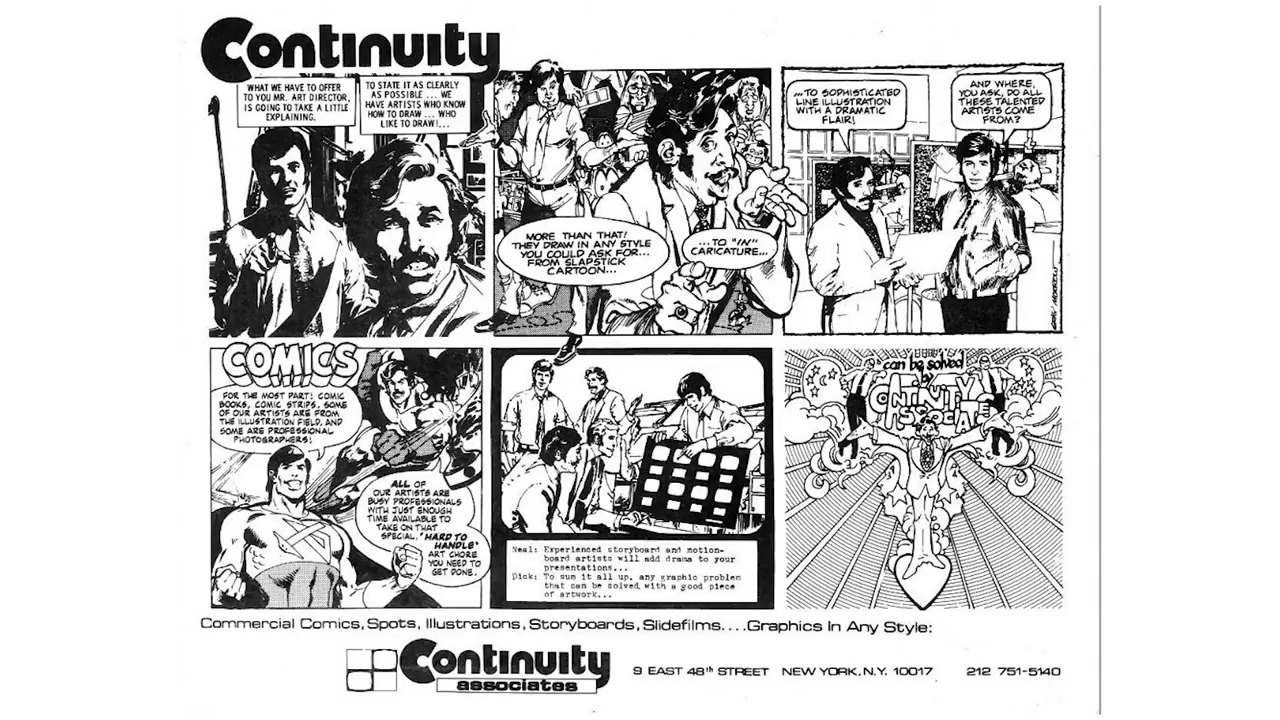 Continuity
WHAT WE HAVE TO OFFER
TO YOU MR. ART DIRECTOR,
IS GOING TO TAKE A LITTLE
EXPLAINING.
TO STATE IT AS CLEARLY
AS POSSIBLE ... WE
HAVE ARTISTS WHO KNOW
HOW TO DRAW ... WHO
LIKE TO DRAW!...
MORE THAN THAT!
THEY DRAW IN ANY STYLE
YOU COULD ASK FOR...
FROM SLAPSTICK
CARTOON...
...TO "IN"
CARICATURE...
...TO SOPHISTICATED
LINE ILLUSTRATION
WITH A DRAMATIC
FLAIR!
AND WHERE,
YOU ASK, DO ALL
THESE TALENTED
ARTISTS COME
FROM?
COMICS
FOR THE MOST PART! COMIC
BOOKS, COMIC STRIPS, SOME
OF OUR ARTISTS ARE FROM
THE ILLUSTRATION FIELD, AND
SOME ARE PROFESSIONAL
PHOTOGRAPHERS!
ALL OF
OUR ARTISTS ARE
BUSY PROFESSIONALS
WITH JUST ENOUGH
TIME AVAILABLE TO
TAKE ON THAT
SPECIAL, "HARD TO
HANDLE"
ART CHORE
YOU NEED TO
GET DONE.
Neal: Experienced storyboard and motion-
board artists will add drama to your
presentations...
Dick: To sum it all up, any graphic problem
that can be solved with a good piece
of artwork...
can be solved
by
CONTINUITY
ASSOCIATES
Commercial Comics, Spots, Illustrations, Storyboards, Slidefilms....Graphics In Any Style:
Continuity
associates
9 EAST 48th STREET NEW YORK, N.Y. 10017 212 751-5140